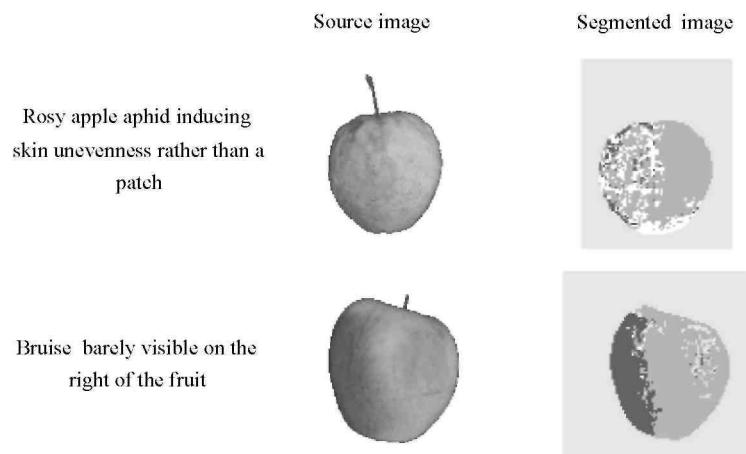 Source image
Segmented image
Rosy apple aphid inducing
skin unevenness rather than a
patch
Bruise barely visible on the
right of the fruit